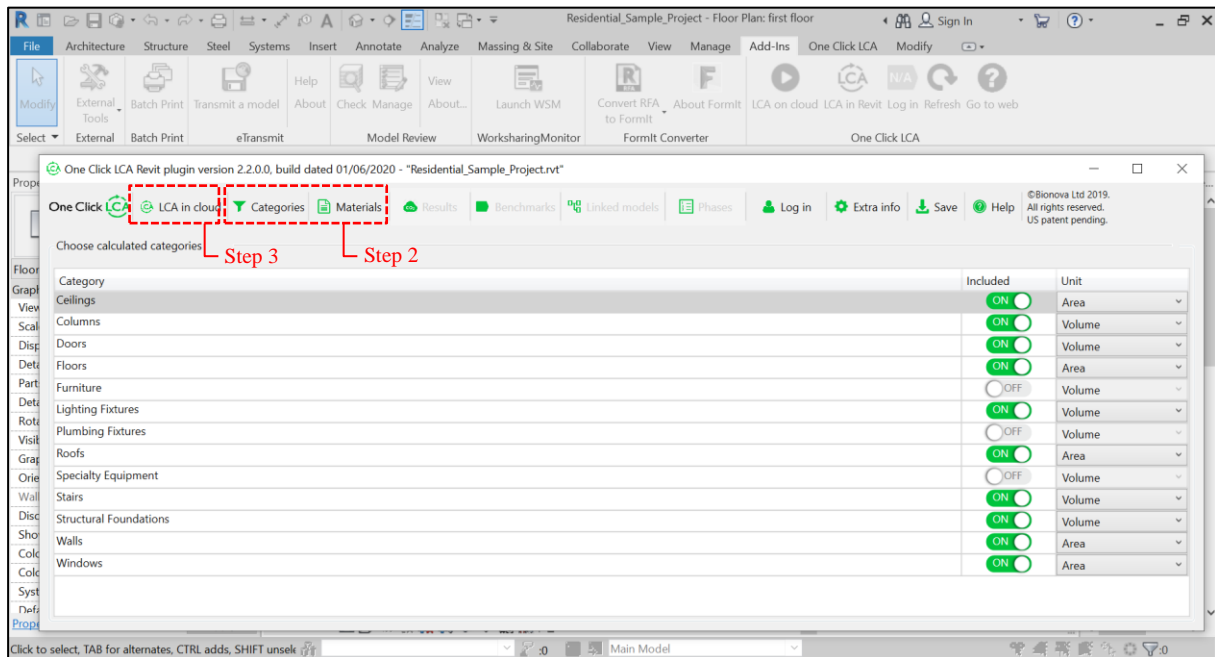 Residential_Sample_Project - Floor Plan: first floor
Sign In
File Architecture Structure Steel Systems Insert Annotate Analyze Massing & Site Collaborate View Manage Add-Ins One Click LCA Modify
Modify External Tools Batch Print Transmit a model Help About Check Manage View About... Launch WSM Convert RFA to FormIt About FormIt LCA on cloud LCA in Revit Log in Refresh Go to web
Select External Batch Print eTransmit Model Review WorksharingMonitor FormIt Converter One Click LCA
One Click LCA Revit plugin version 2.2.0.0, build dated 01/06/2020 - "Residential_Sample_Project.rvt"
One Click LCA LCA in cloud Categories Materials Results Benchmarks Linked models Phases Log in Extra info Save Help
©Bionova Ltd 2019.
All rights reserved.
US patent pending.
Choose calculated categories
Step 3 Step 2
Category Included Unit
Ceilings ON Area
Columns ON Volume
Doors ON Volume
Floors ON Area
Furniture OFF Volume
Lighting Fixtures ON Volume
Plumbing Fixtures OFF Volume
Roofs ON Area
Specialty Equipment OFF Volume
Stairs ON Volume
Structural Foundations ON Volume
Walls ON Area
Windows ON Area
Click to select, TAB for alternates, CTRL adds, SHIFT unsele :0 Main Model :0